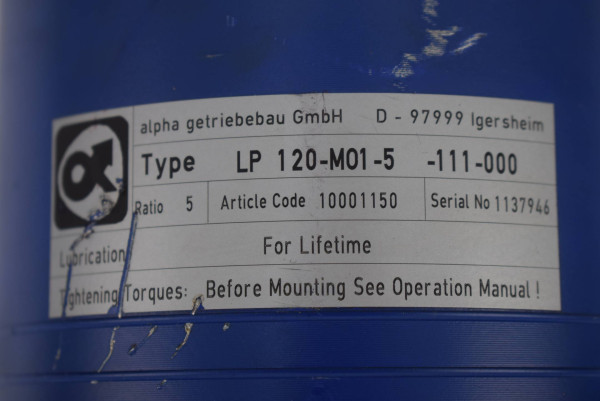 alpha getriebebau GmbH D - 97999 Igersheim
Type LP 120-M01-5 -111-000
Ratio 5 Article Code 10001150 Serial No 1137946
Lubrication For Lifetime
Tightening Torques: Before Mounting See Operation Manual !